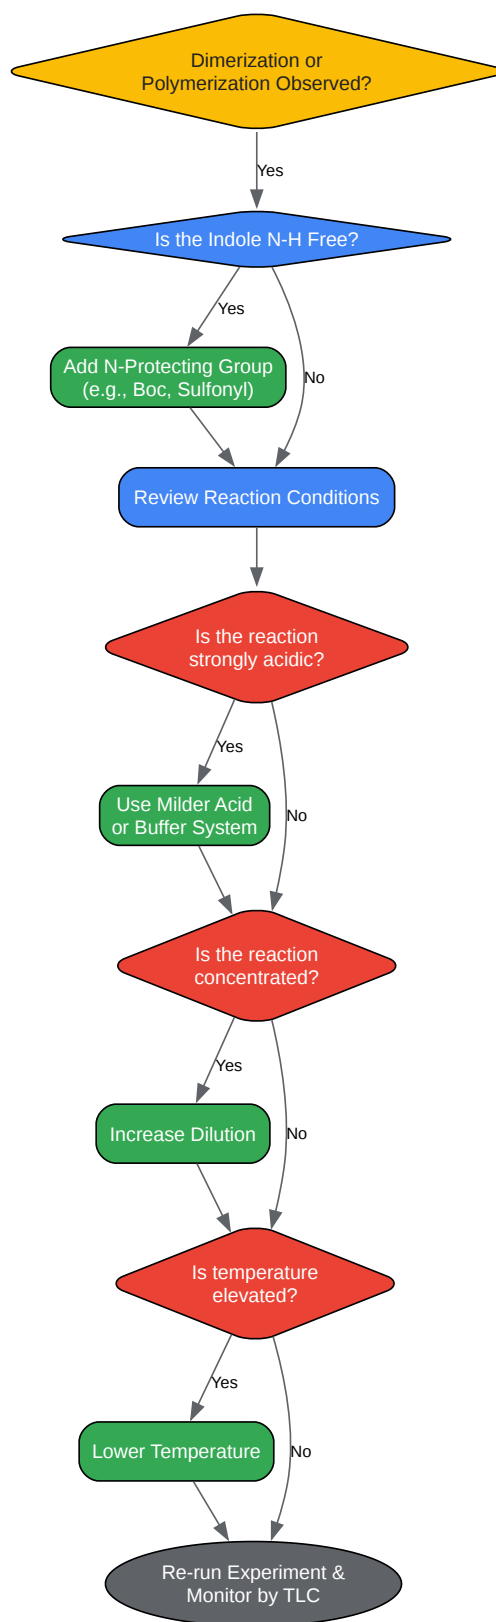 Dimerization or
Polymerization Observed?
Yes
Is the Indole N-H Free?
Yes
Add N-Protecting Group
(e.g., Boc, Sulfonyl)
No
Review Reaction Conditions
Is the reaction
strongly acidic?
Yes
Use Milder Acid
or Buffer System
No
Is the reaction
concentrated?
Yes
Increase Dilution
No
Is temperature
elevated?
Yes
Lower Temperature
No
Re-run Experiment &
Monitor by TLC